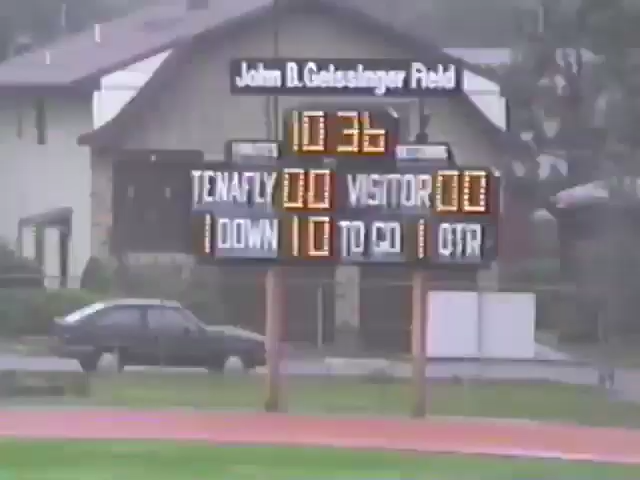 John D. Geissinger Field
10 36
TENAFLY 00 VISITOR 00
1 DOWN 10 TO GO 1 QTR